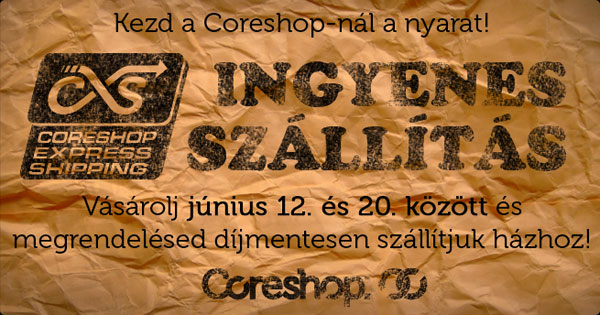 Kezd a Coreshop-nál a nyarat!
CXS
CORESHOP
EXPRESS
SHIPPING
INGYENES
SZÁLLÍTÁS
Vásárolj június 12. és 20. között és
megrendelésed díjmentesen szállítjuk házhoz!
Coreshop.